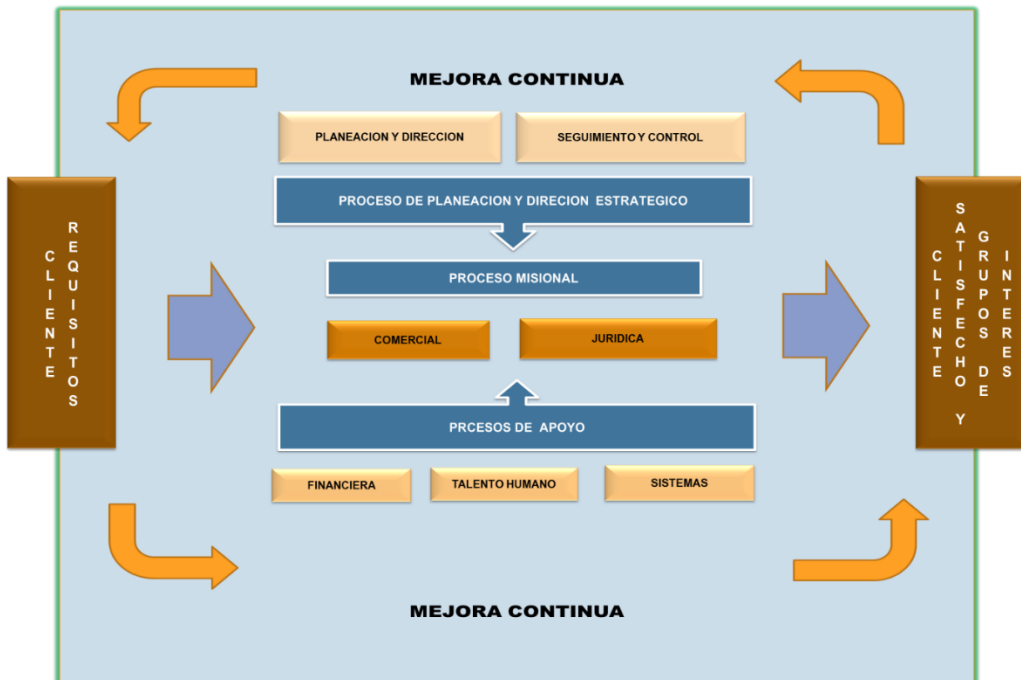 MEJORA CONTINUA
PLANEACION Y DIRECCION
SEGUIMIENTO Y CONTROL
PROCESO DE PLANEACION Y DIRECION ESTRATEGICO
CLIENTE
REQUISITOS
PROCESO MISIONAL
COMERCIAL
JURIDICA
PRCESOS DE APOYO
FINANCIERA
TALENTO HUMANO
SISTEMAS
CLIENTE
SATISFECHO Y
GRUPOS DE
INTERES
MEJORA CONTINUA